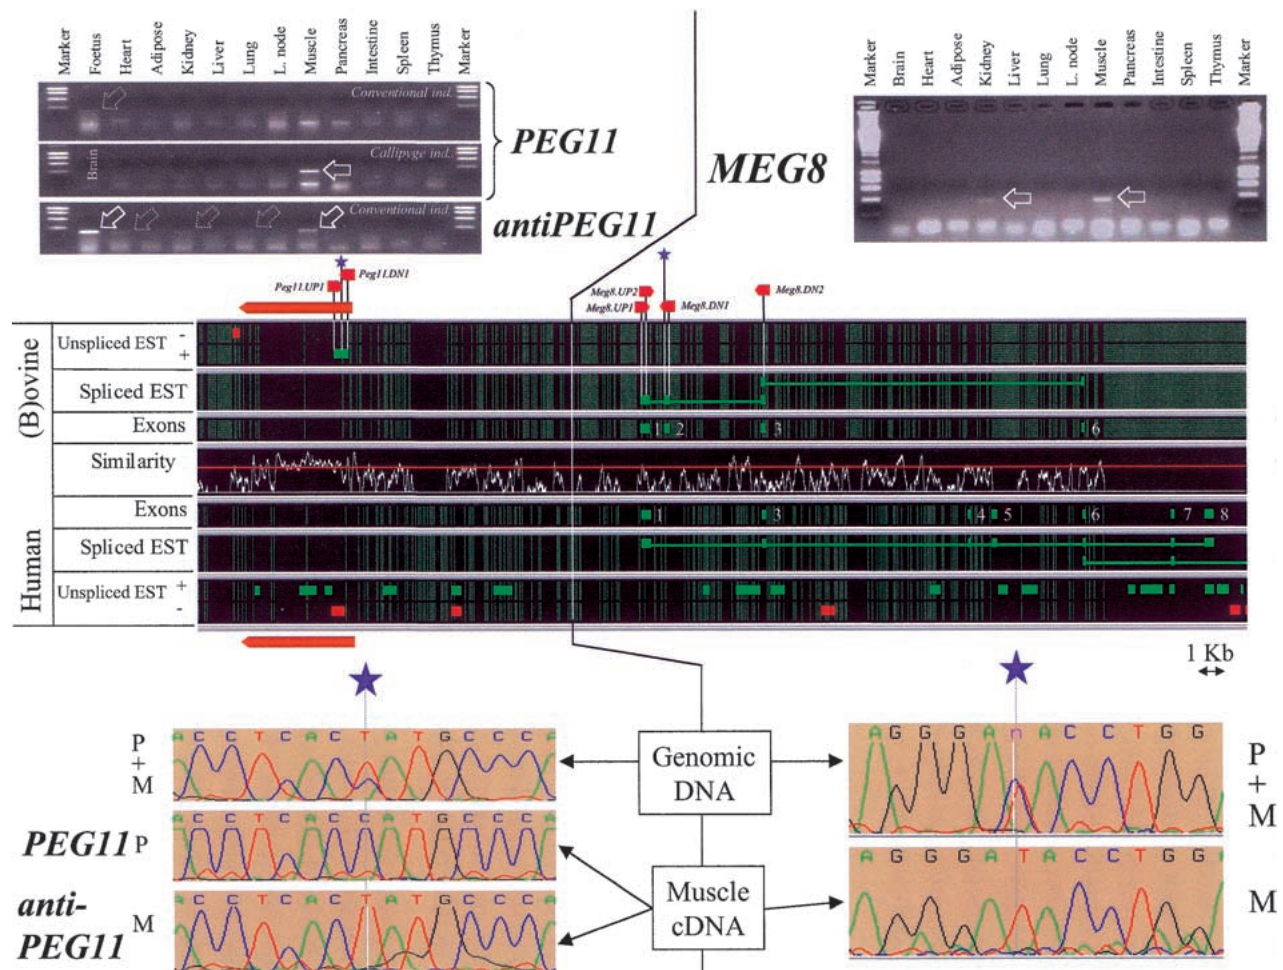 Marker Foetus Heart Adipose Kidney Liver Lung L. node Muscle Pancreas Intestine Spleen Thymus Marker
Conventional ind.
Brain
Callipyge ind.
Conventional ind.
PEG11
antiPEG11
MEG8
Marker Brain Heart Adipose Kidney Liver Lung L. node Muscle Pancreas Intestine Spleen Thymus Marker
Peg11.UP1
Peg11.DN1
Meg8.UP2
Meg8.UP1
Meg8.DN1
Meg8.DN2
(B)ovine
Unspliced EST - +
Spliced EST
Exons 1 2 3 6
Similarity
Human
Exons 1 3 4 5 6 7 8
Spliced EST
Unspliced EST + -
1 Kb
P + M
A C C T C A C T A T G C C C A
Genomic DNA
A G G G A n A C C T G G
P + M
PEG11 P
A C C T C A C C A T G C C C A
anti-PEG11 M
A C C T C A C T A T G C C C A
Muscle cDNA
A G G G A T A C C T G G
M